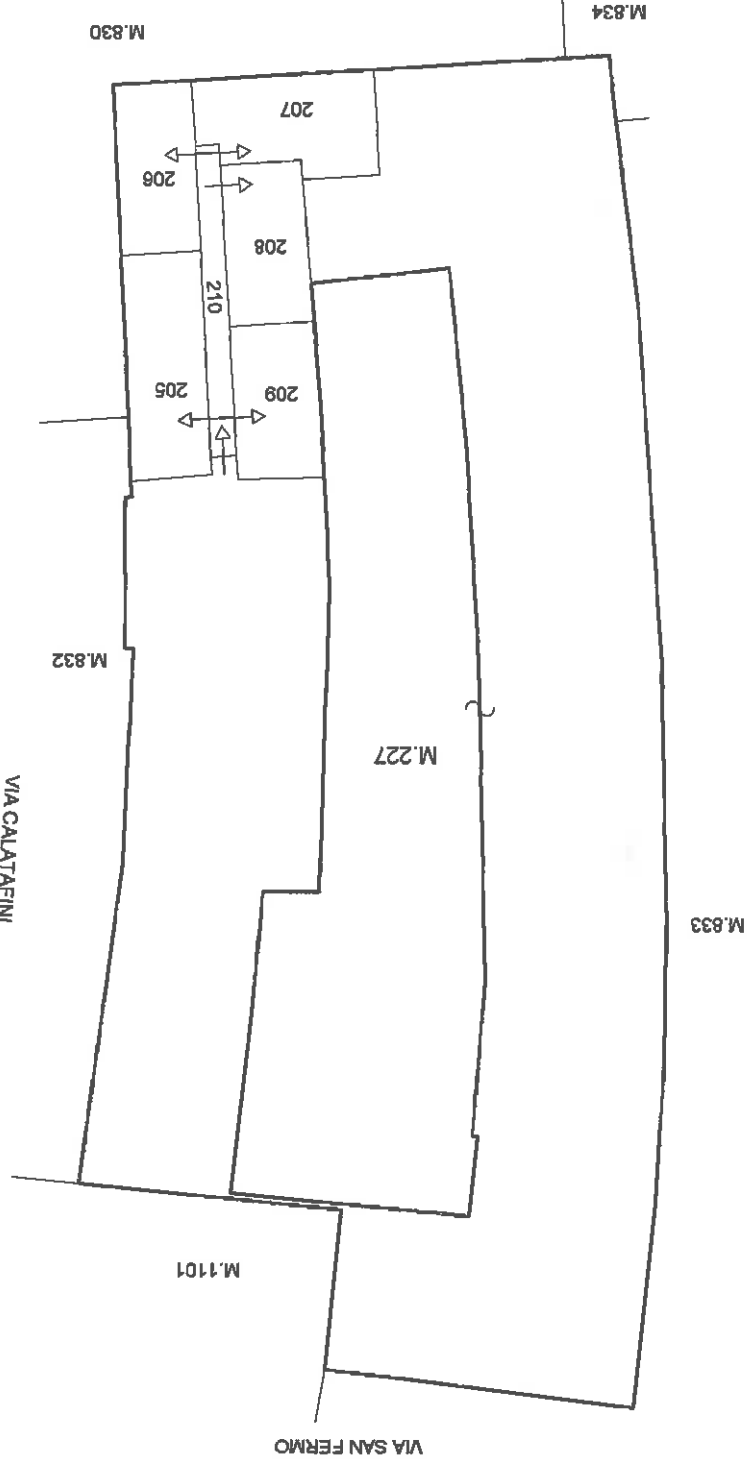 VIA SAN FERMO
M.1101
M.833
VIA CALATAFINI
M.227
M.832
209
205
210
208
206
207
M.830
M.834